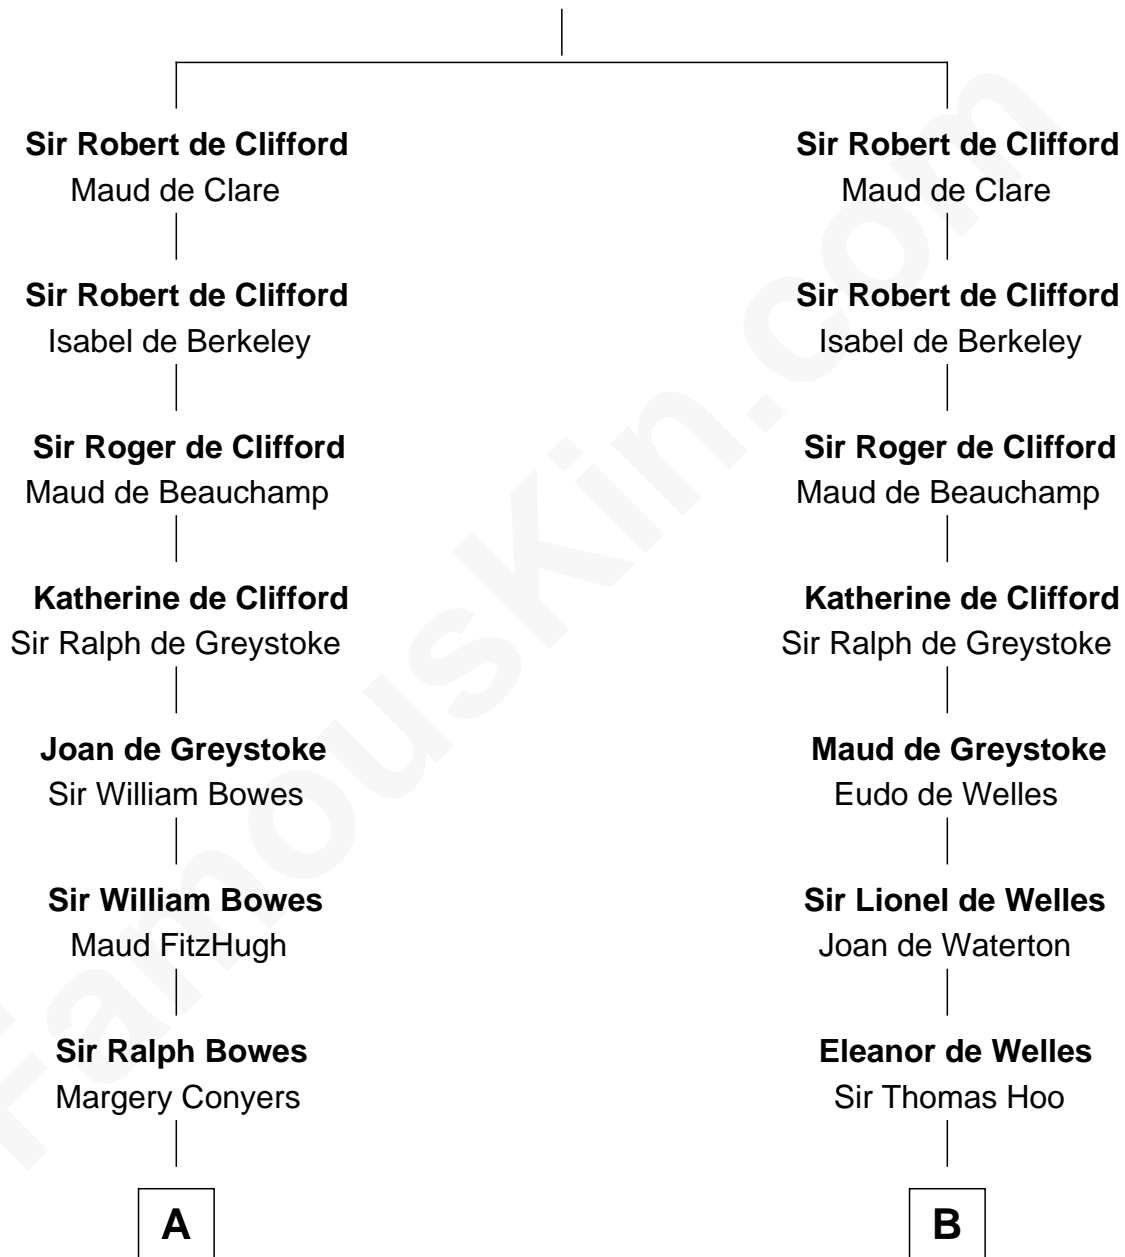 Sir Robert de Clifford
Maud de Clare
Sir Robert de Clifford
Isabel de Berkeley
Sir Roger de Clifford
Maud de Beauchamp
Katherine de Clifford
Sir Ralph de Greystoke
Joan de Greystoke
Sir William Bowes
Sir William Bowes
Maud FitzHugh
Sir Ralph Bowes
Margery Conyers
A
Sir Robert de Clifford
Maud de Clare
Sir Robert de Clifford
Isabel de Berkeley
Sir Roger de Clifford
Maud de Beauchamp
Katherine de Clifford
Sir Ralph de Greystoke
Maud de Greystoke
Eudo de Welles
Sir Lionel de Welles
Joan de Waterton
Eleanor de Welles
Sir Thomas Hoo
B
FamousKin.com